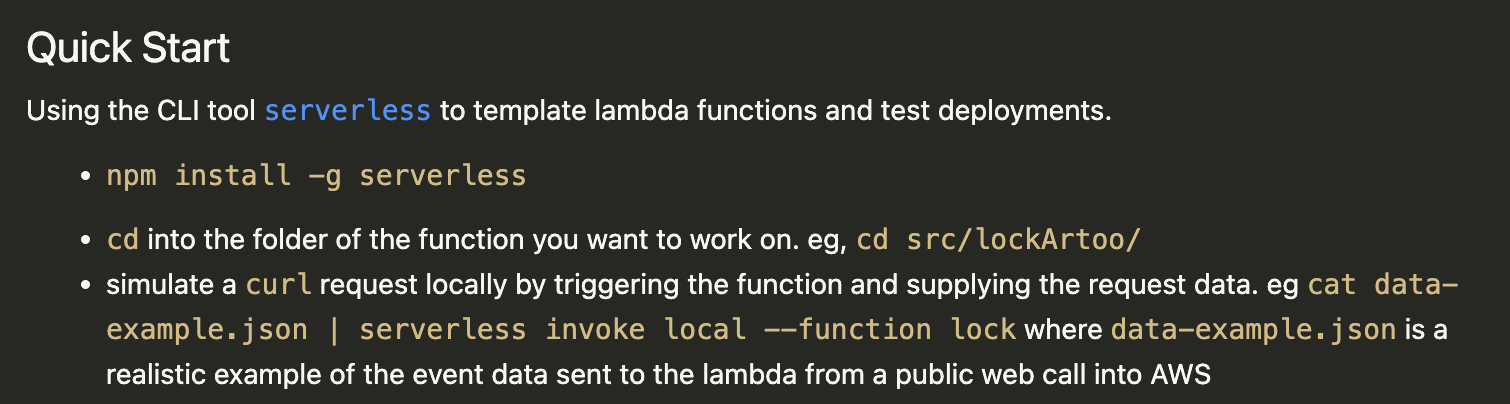 Quick Start
Using the CLI tool serverless to template lambda functions and test deployments.
• npm install -g serverless
• cd into the folder of the function you want to work on. eg, cd src/lockArtoo/
• simulate a curl request locally by triggering the function and supplying the request data. eg cat data-
example.json | serverless invoke local --function lock where data-example.json is a
realistic example of the event data sent to the lambda from a public web call into AWS